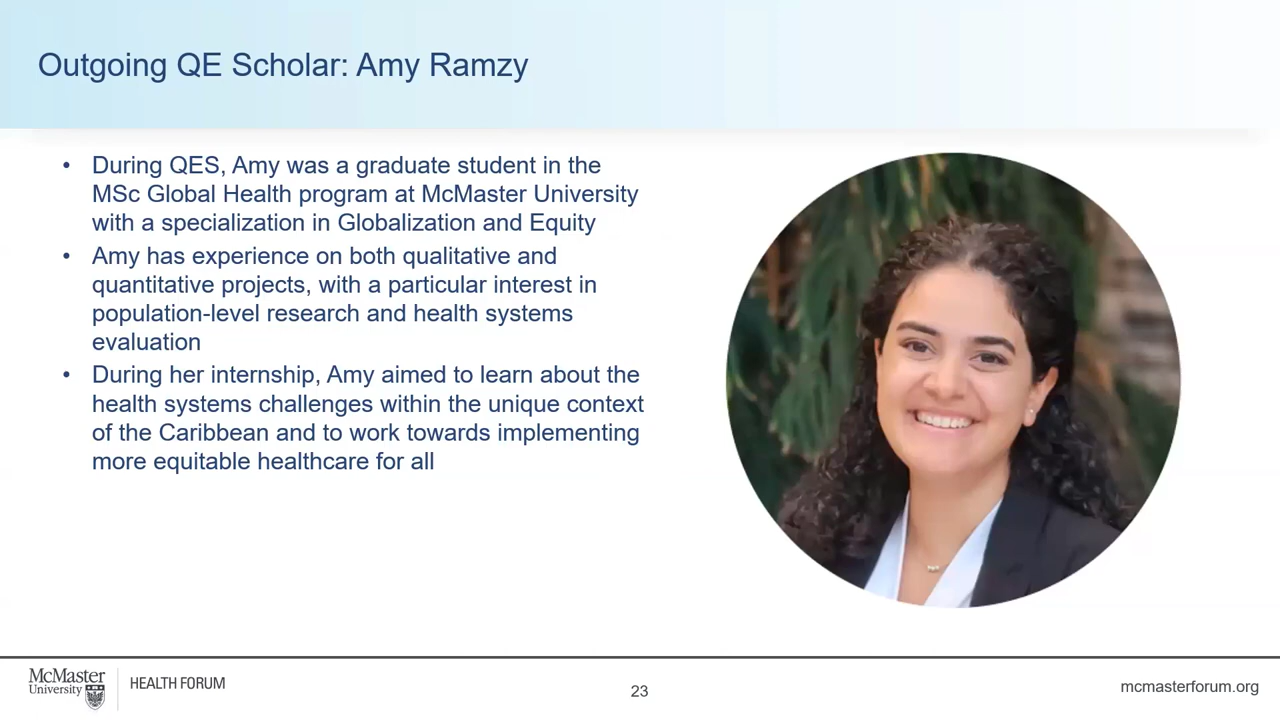 Outgoing QE Scholar: Amy Ramzy
• During QES, Amy was a graduate student in the
MSc Global Health program at McMaster University
with a specialization in Globalization and Equity
• Amy has experience on both qualitative and
quantitative projects, with a particular interest in
population-level research and health systems
evaluation
• During her internship, Amy aimed to learn about the
health systems challenges within the unique context
of the Caribbean and to work towards implementing
more equitable healthcare for all
McMaster
University
HEALTH FORUM
23
mcmasterforum.org